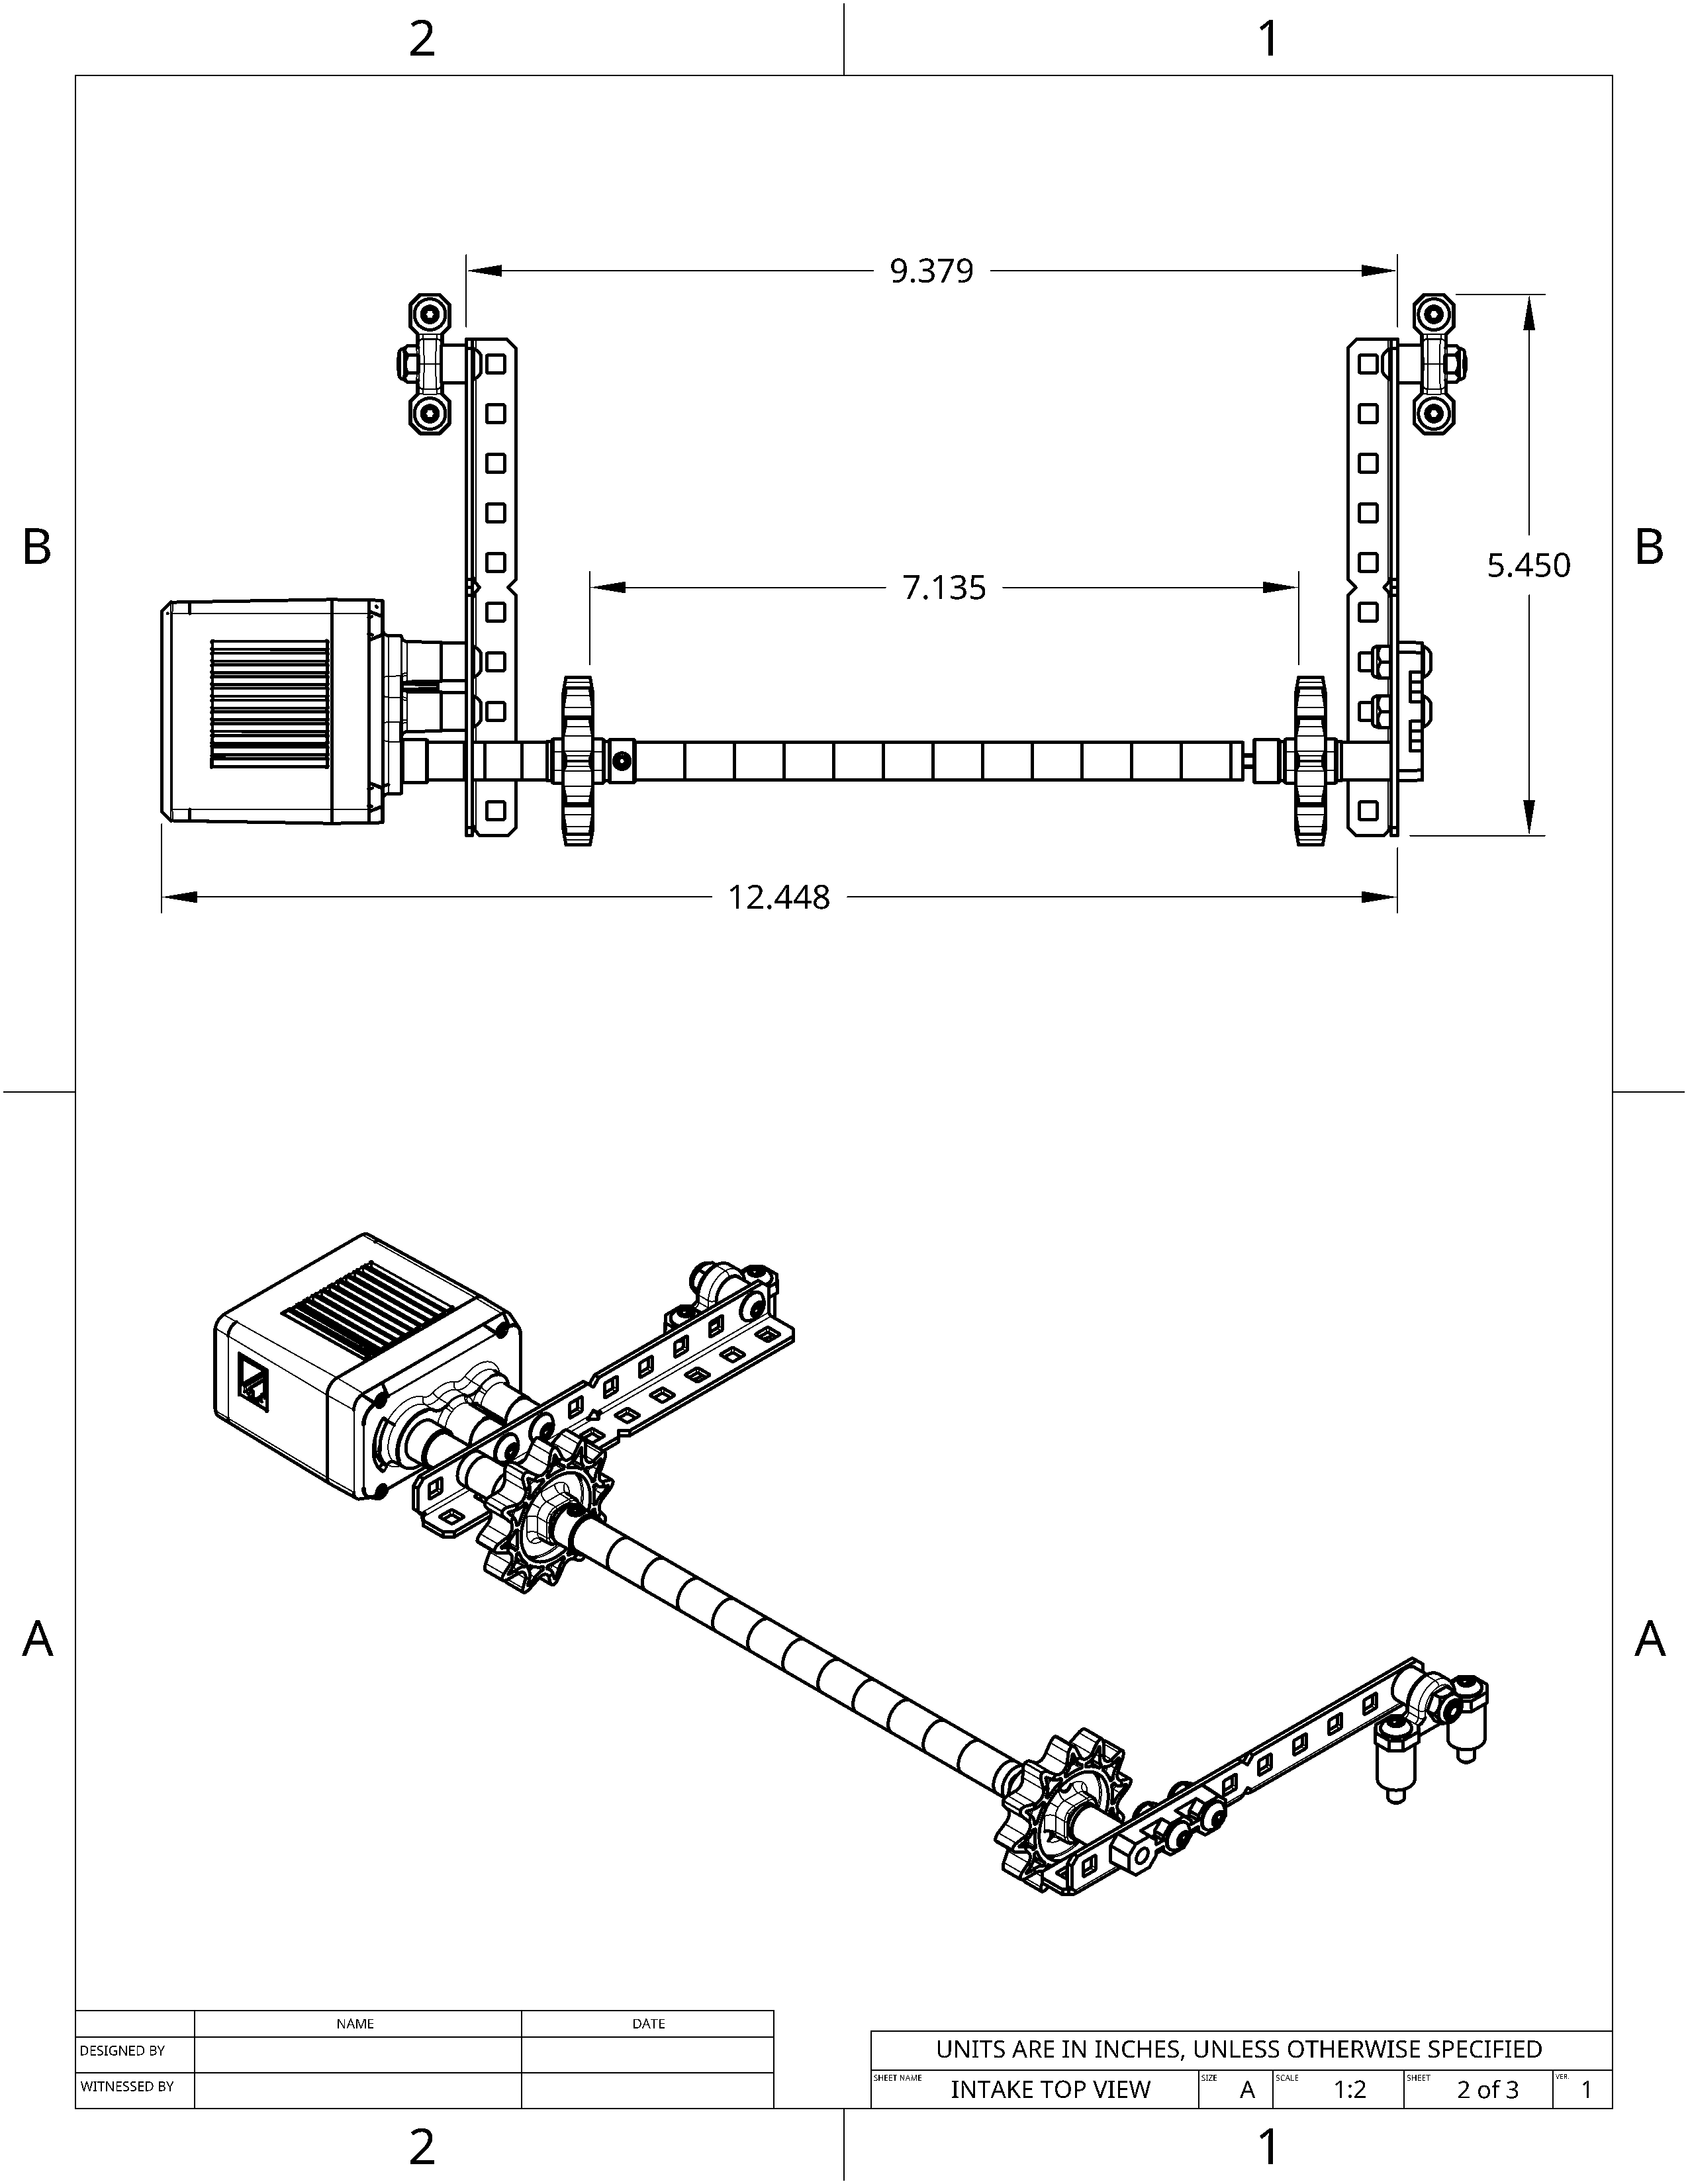 2 1
9.379
B B
5.450
7.135
12.448
A A
NAME DATE
DESIGNED BY
WITNESSED BY
UNITS ARE IN INCHES, UNLESS OTHERWISE SPECIFIED
SHEET NAME INTAKE TOP VIEW SIZE A SCALE 1:2 SHEET 2 of 3 VER. 1
2 1